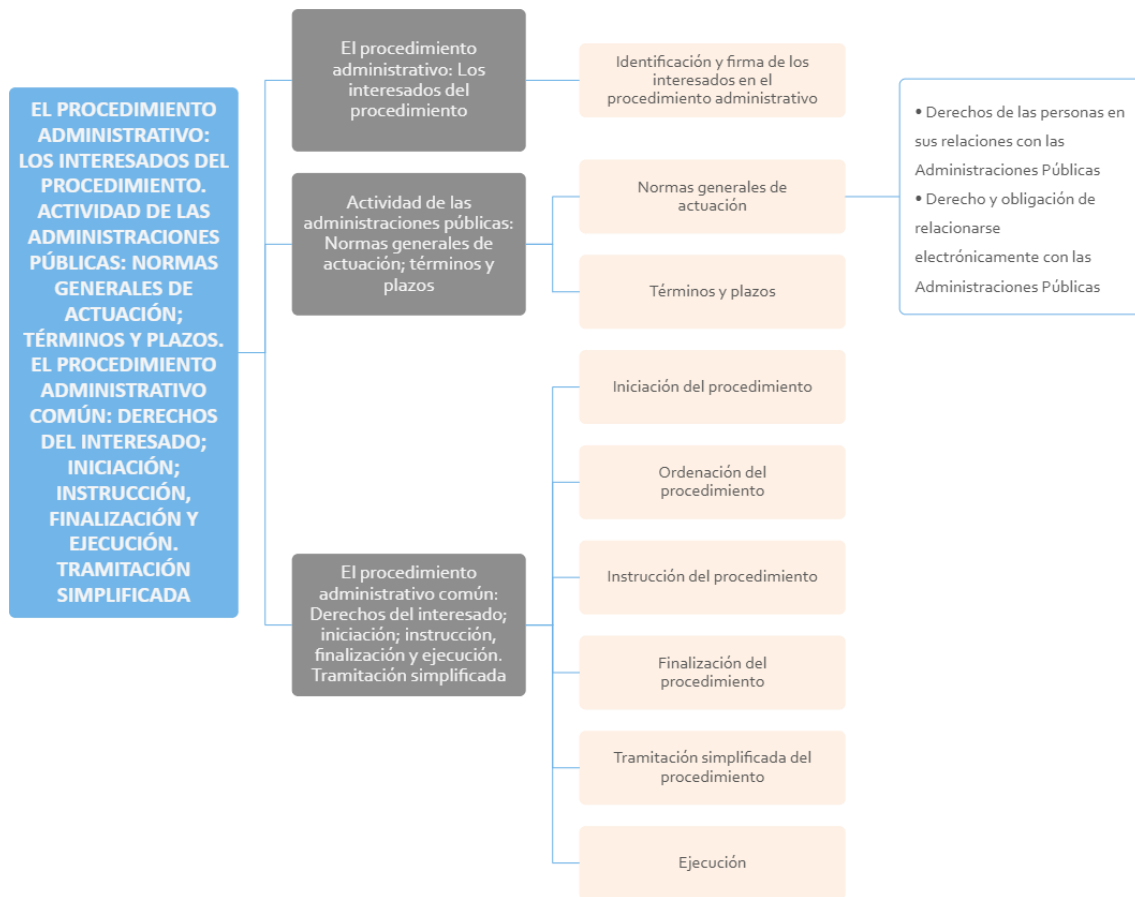 EL PROCEDIMIENTO
ADMINISTRATIVO:
LOS INTERESADOS DEL
PROCEDIMIENTO.
ACTIVIDAD DE LAS
ADMINISTRACIONES
PÚBLICAS: NORMAS
GENERALES DE
ACTUACIÓN;
TÉRMINOS Y PLAZOS.
EL PROCEDIMIENTO
ADMINISTRATIVO
COMÚN: DERECHOS
DEL INTERESADO;
INICIACIÓN;
INSTRUCCIÓN,
FINALIZACIÓN Y
EJECUCIÓN.
TRAMITACIÓN
SIMPLIFICADA
El procedimiento
administrativo: Los
interesados del
procedimiento
Identificación y firma de los
interesados en el
procedimiento administrativo
Actividad de las
administraciones públicas:
Normas generales de
actuación; términos y
plazos
Normas generales de
actuación
• Derechos de las personas en
sus relaciones con las
Administraciones Públicas
• Derecho y obligación de
relacionarse
electrónicamente con las
Administraciones Públicas
Términos y plazos
El procedimiento
administrativo común:
Derechos del interesado;
iniciación; instrucción,
finalización y ejecución.
Tramitación simplificada
Iniciación del procedimiento
Ordenación del
procedimiento
Instrucción del procedimiento
Finalización del
procedimiento
Tramitación simplificada del
procedimiento
Ejecución